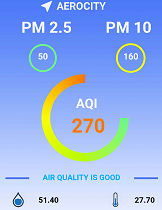 AEROCITY
PM 2.5 PM 10
50 160
AQI
270
AIR QUALITY IS GOOD
51.40 27.70